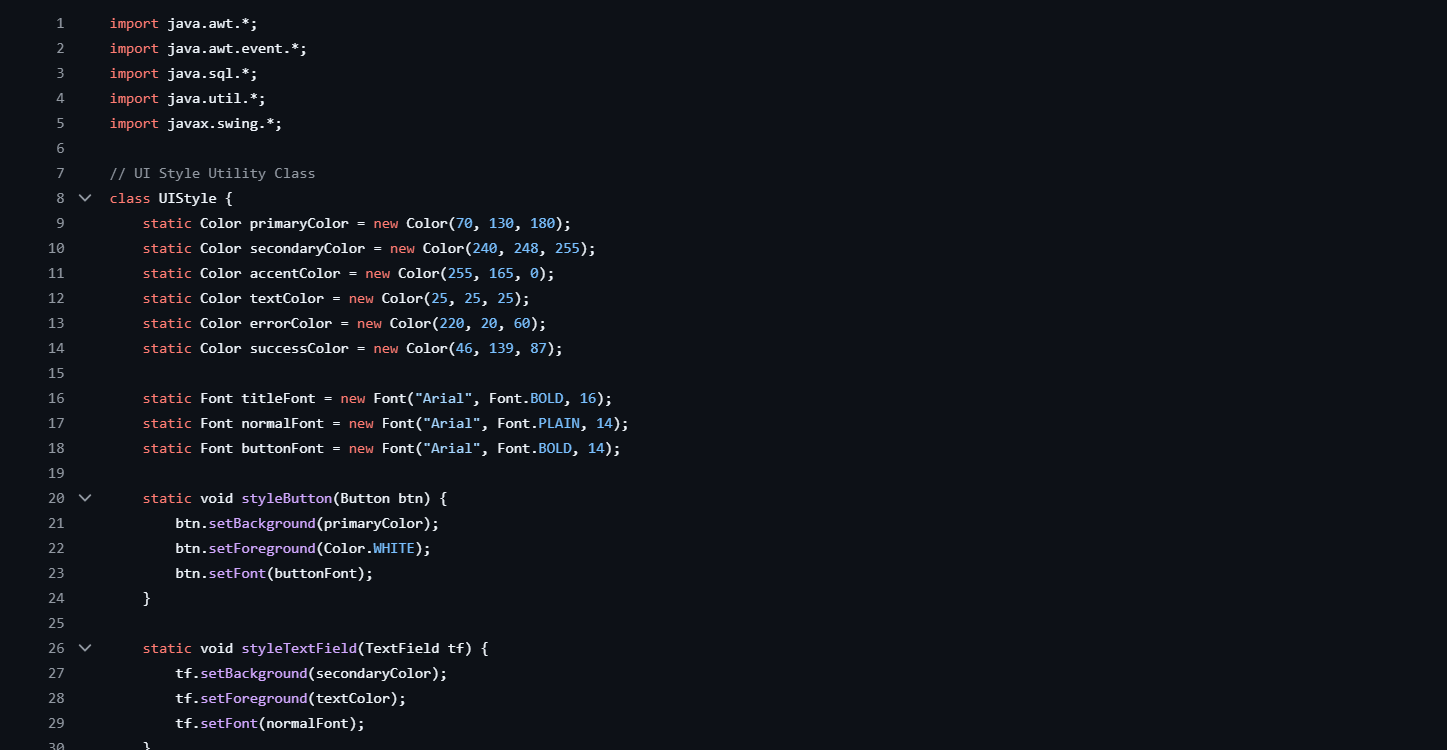 1 import java.awt.*;
2 import java.awt.event.*;
3 import java.sql.*;
4 import java.util.*;
5 import javax.swing.*;
6
7 // UI Style Utility Class
8 class UIStyle {
9     static Color primaryColor = new Color(70, 130, 180);
10     static Color secondaryColor = new Color(240, 248, 255);
11     static Color accentColor = new Color(255, 165, 0);
12     static Color textColor = new Color(25, 25, 25);
13     static Color errorColor = new Color(220, 20, 60);
14     static Color successColor = new Color(46, 139, 87);
15
16     static Font titleFont = new Font("Arial", Font.BOLD, 16);
17     static Font normalFont = new Font("Arial", Font.PLAIN, 14);
18     static Font buttonFont = new Font("Arial", Font.BOLD, 14);
19
20     static void styleButton(Button btn) {
21         btn.setBackground(primaryColor);
22         btn.setForeground(Color.WHITE);
23         btn.setFont(buttonFont);
24     }
25
26     static void styleTextField(TextField tf) {
27         tf.setBackground(secondaryColor);
28         tf.setForeground(textColor);
29         tf.setFont(normalFont);
30     }